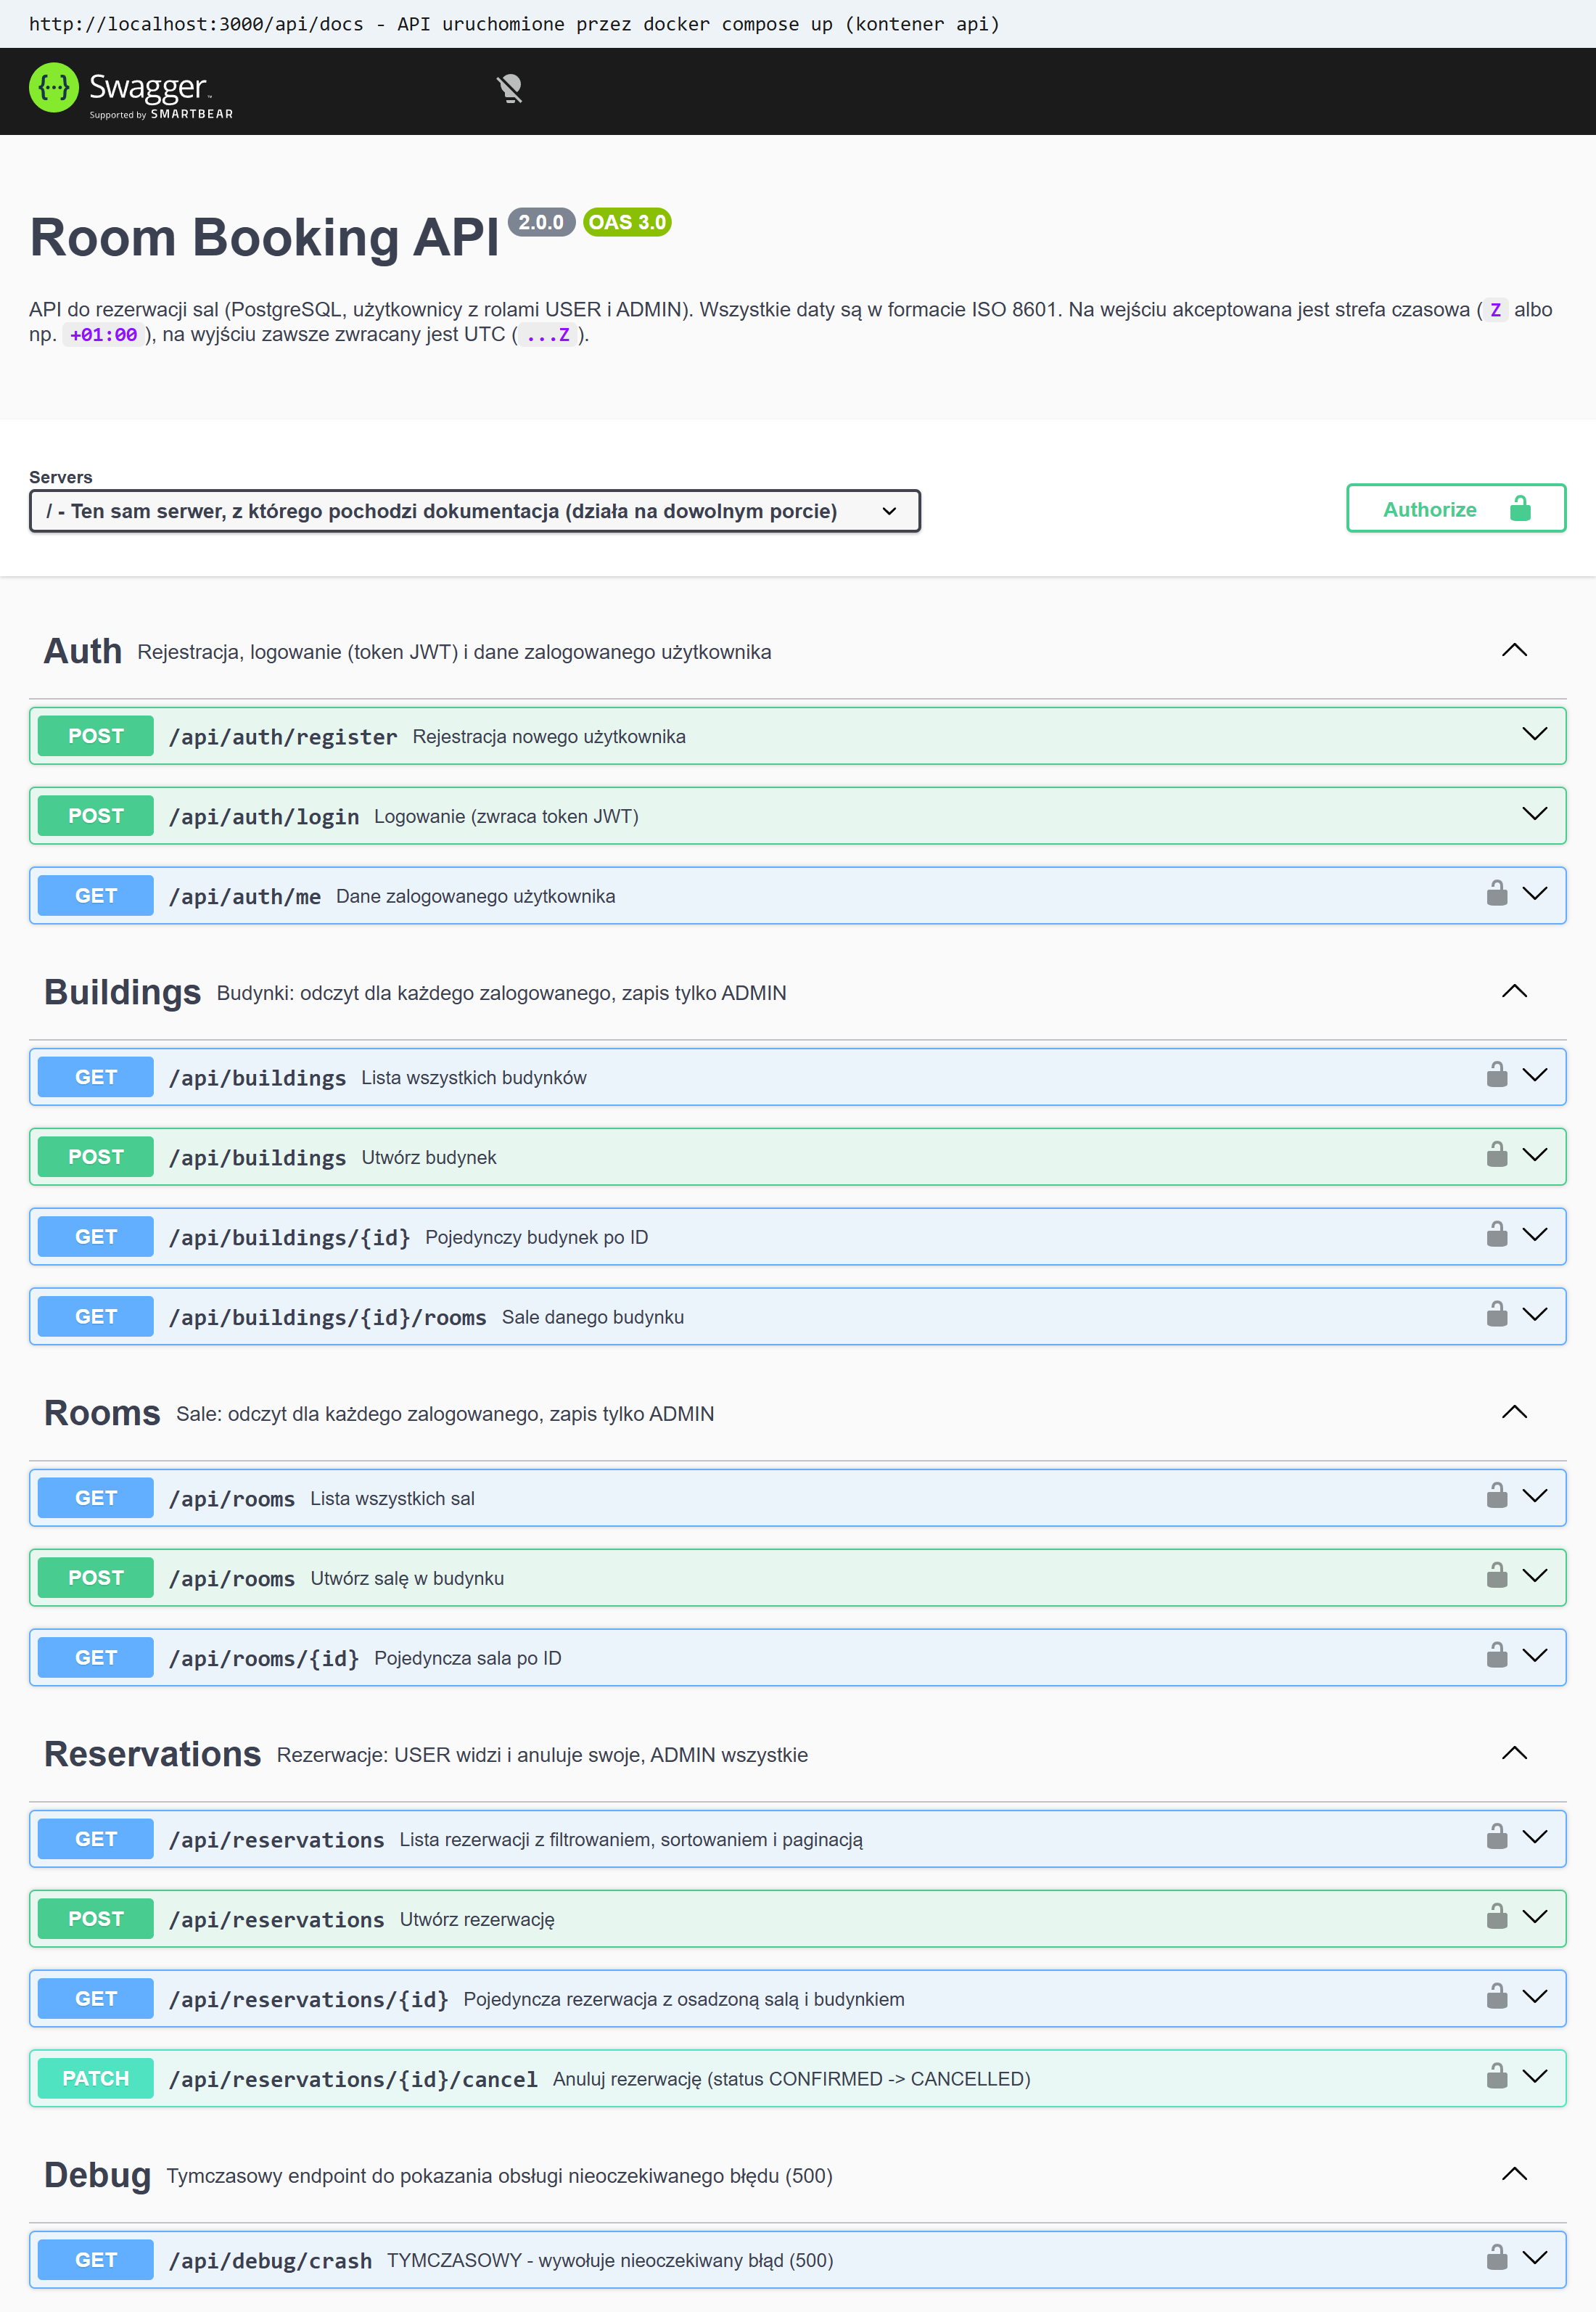 http://localhost:3000/api/docs - API uruchomione przez docker compose up (kontener api)
{···} Swagger™
Supported by SMARTBEAR
Room Booking API 2.0.0 OAS 3.0
API do rezerwacji sal (PostgreSQL, użytkownicy z rolami USER i ADMIN). Wszystkie daty są w formacie ISO 8601. Na wejściu akceptowana jest strefa czasowa ( Z albo
np. +01:00 ), na wyjściu zawsze zwracany jest UTC ( ...Z ).
Servers
/ - Ten sam serwer, z którego pochodzi dokumentacja (działa na dowolnym porcie)
Authorize
Auth Rejestracja, logowanie (token JWT) i dane zalogowanego użytkownika
POST /api/auth/register Rejestracja nowego użytkownika
POST /api/auth/login Logowanie (zwraca token JWT)
GET /api/auth/me Dane zalogowanego użytkownika
Buildings Budynki: odczyt dla każdego zalogowanego, zapis tylko ADMIN
GET /api/buildings Lista wszystkich budynków
POST /api/buildings Utwórz budynek
GET /api/buildings/{id} Pojedynczy budynek po ID
GET /api/buildings/{id}/rooms Sale danego budynku
Rooms Sale: odczyt dla każdego zalogowanego, zapis tylko ADMIN
GET /api/rooms Lista wszystkich sal
POST /api/rooms Utwórz salę w budynku
GET /api/rooms/{id} Pojedyncza sala po ID
Reservations Rezerwacje: USER widzi i anuluje swoje, ADMIN wszystkie
GET /api/reservations Lista rezerwacji z filtrowaniem, sortowaniem i paginacją
POST /api/reservations Utwórz rezerwację
GET /api/reservations/{id} Pojedyncza rezerwacja z osadzoną salą i budynkiem
PATCH /api/reservations/{id}/cancel Anuluj rezerwację (status CONFIRMED -> CANCELLED)
Debug Tymczasowy endpoint do pokazania obsługi nieoczekiwanego błędu (500)
GET /api/debug/crash TYMCZASOWY - wywołuje nieoczekiwany błąd (500)